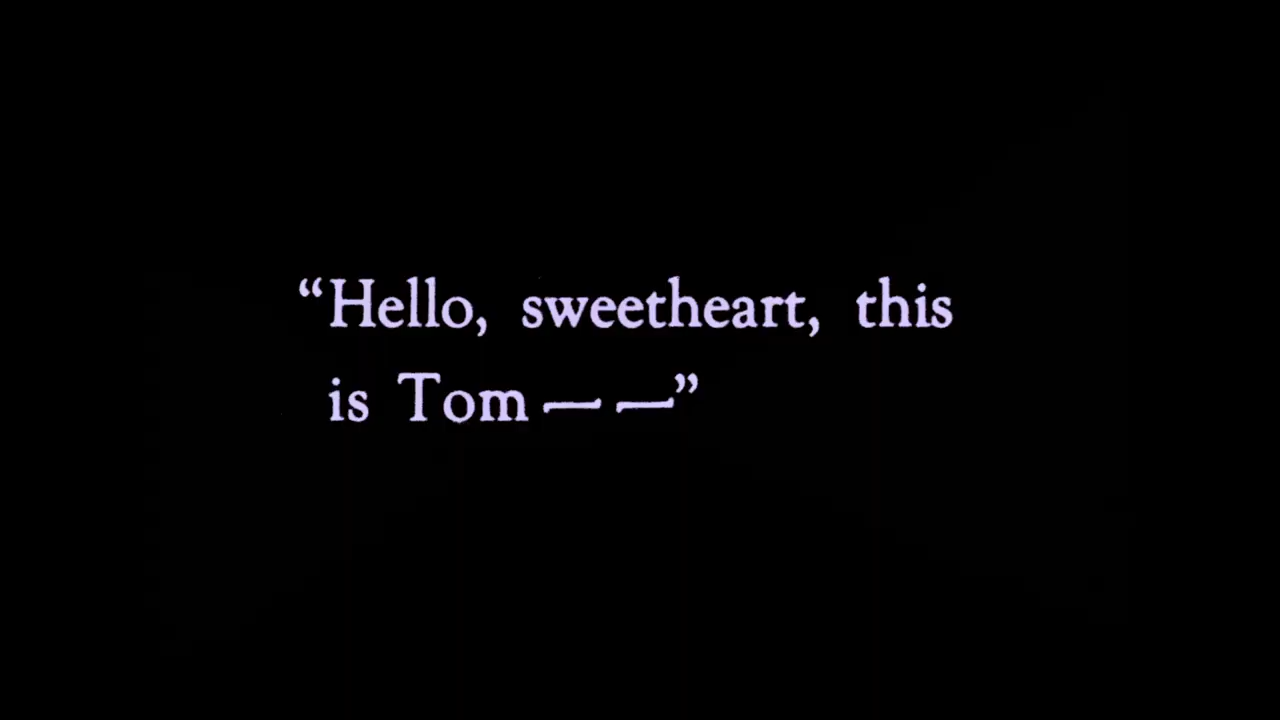 “Hello, sweetheart, this
is Tom — —”